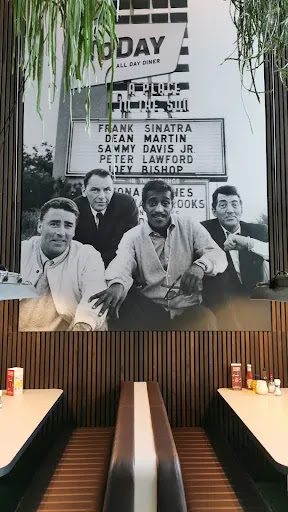 toDAY
ALL DAY DINER
A PLACE
IN THE SUN
FRANK SINATRA
DEAN MARTIN
SAMMY DAVIS JR
PETER LAWFORD
JOEY BISHOP